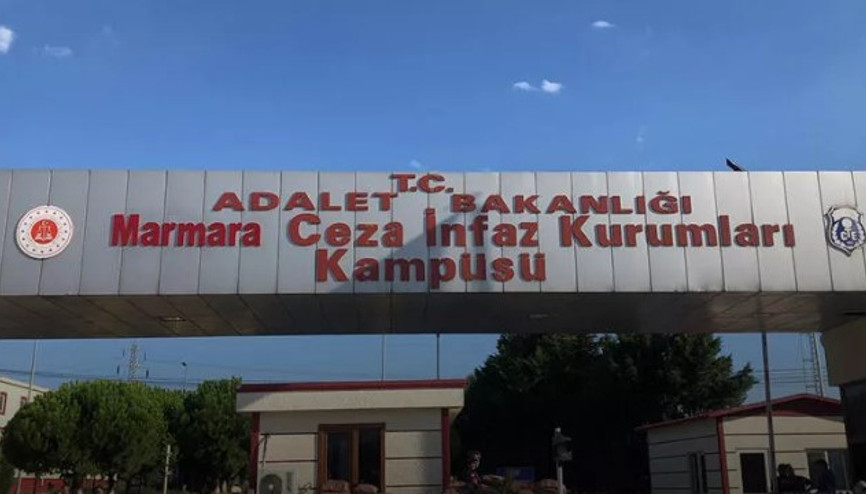 T.C.
ADALET BAKANLIĞI
Marmara Ceza İnfaz Kurumları
Kampüsü